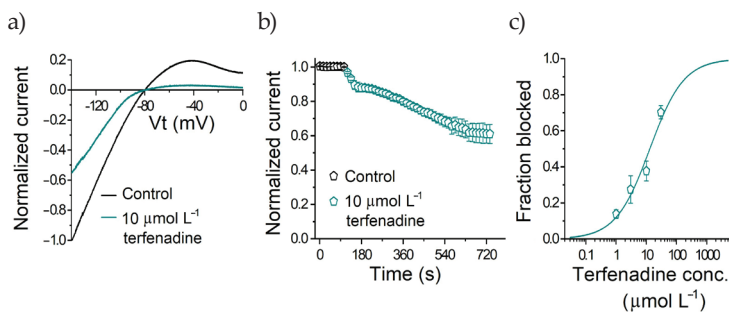 a)
Normalized current
0.2
0.0
−0.2
−0.4
−0.6
−0.8
−1.0
−120
−80
−40
0
Vt (mV)
Control
10 μmol L⁻¹
terfenadine
b)
Normalized current
1.0
0.8
0.6
0.4
0.2
0.0
Control
10 μmol L⁻¹
terfenadine
0
180
360
540
720
Time (s)
c)
Fraction blocked
1.0
0.8
0.6
0.4
0.2
0.0
0.1
1
10
100
1000
Terfenadine conc.
(μmol L⁻¹)